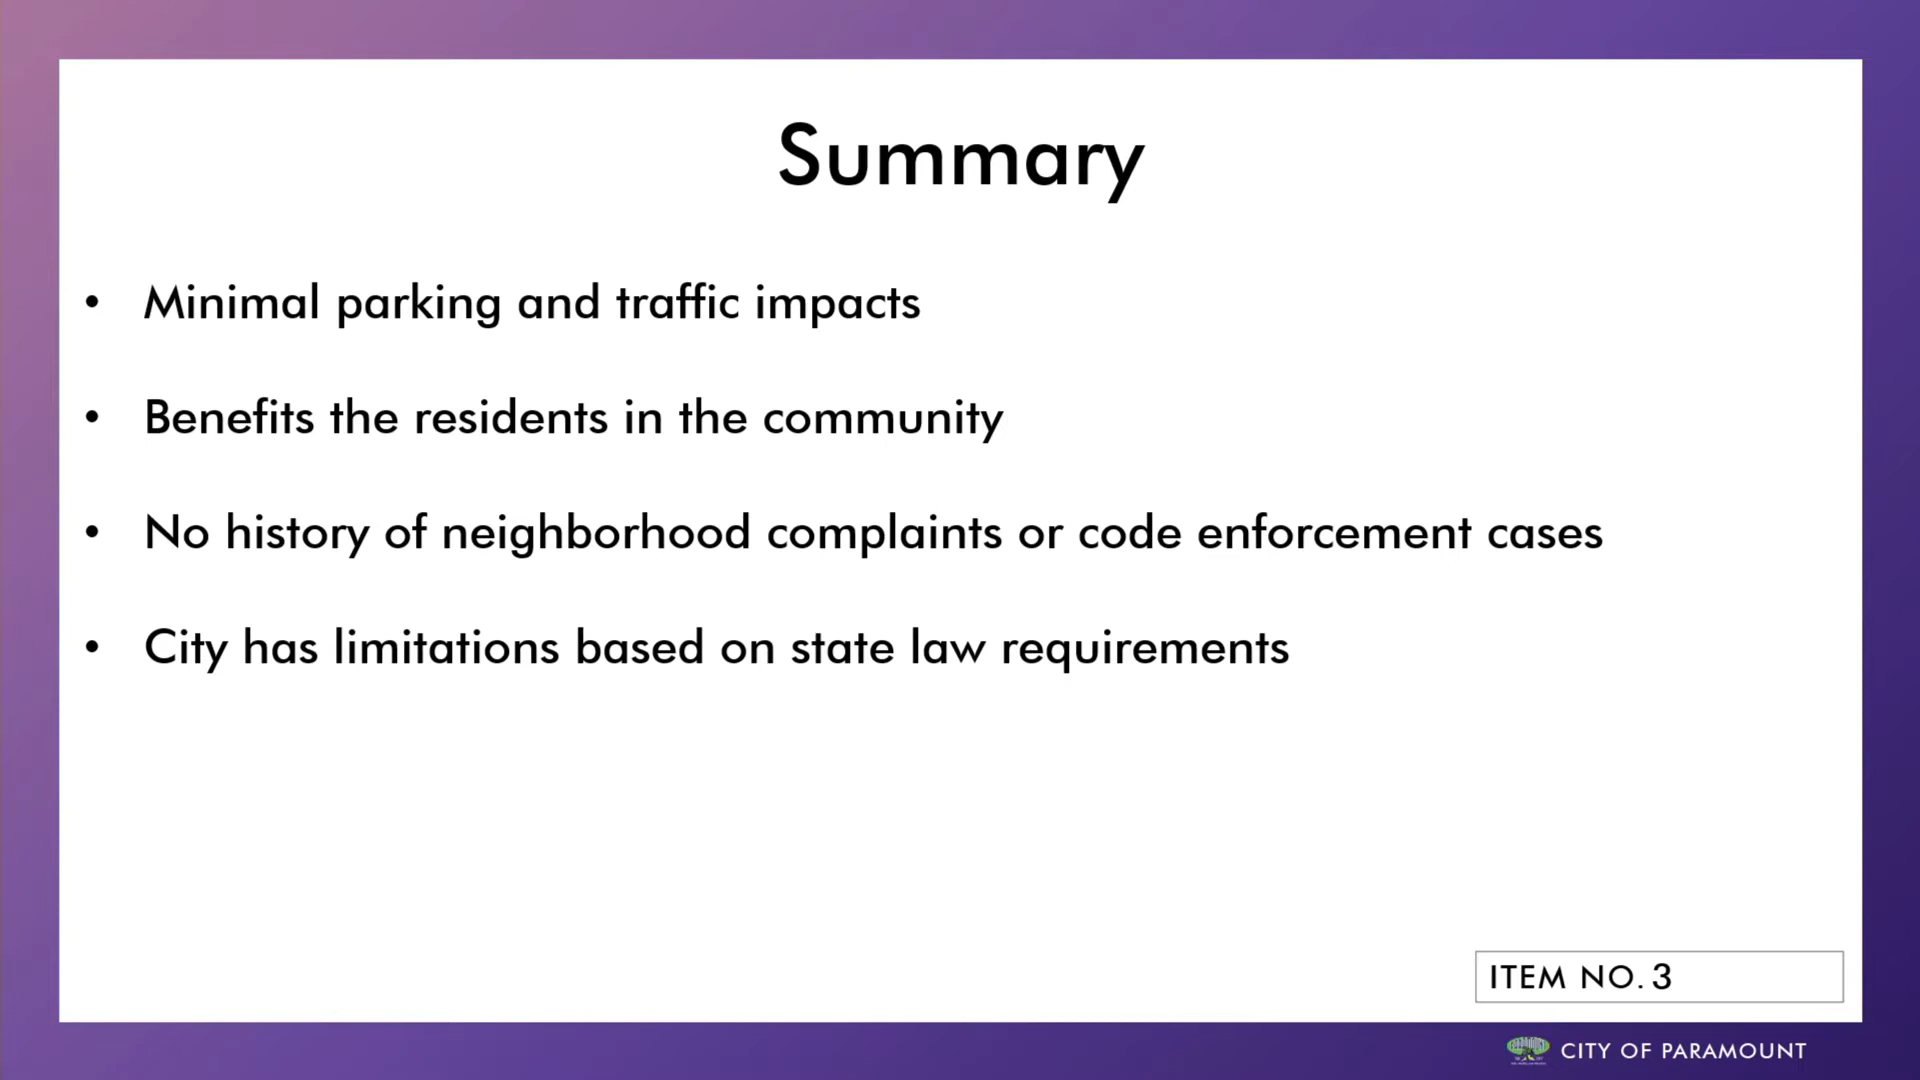 Summary
• Minimal parking and traffic impacts
• Benefits the residents in the community
• No history of neighborhood complaints or code enforcement cases
• City has limitations based on state law requirements
ITEM NO. 3
CITY OF PARAMOUNT